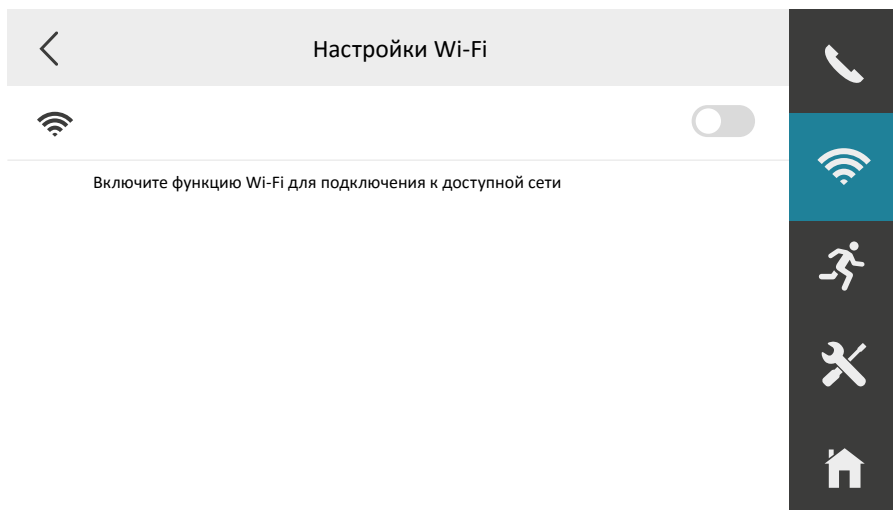 Настройки Wi-Fi
Включите функцию Wi-Fi для подключения к доступной сети